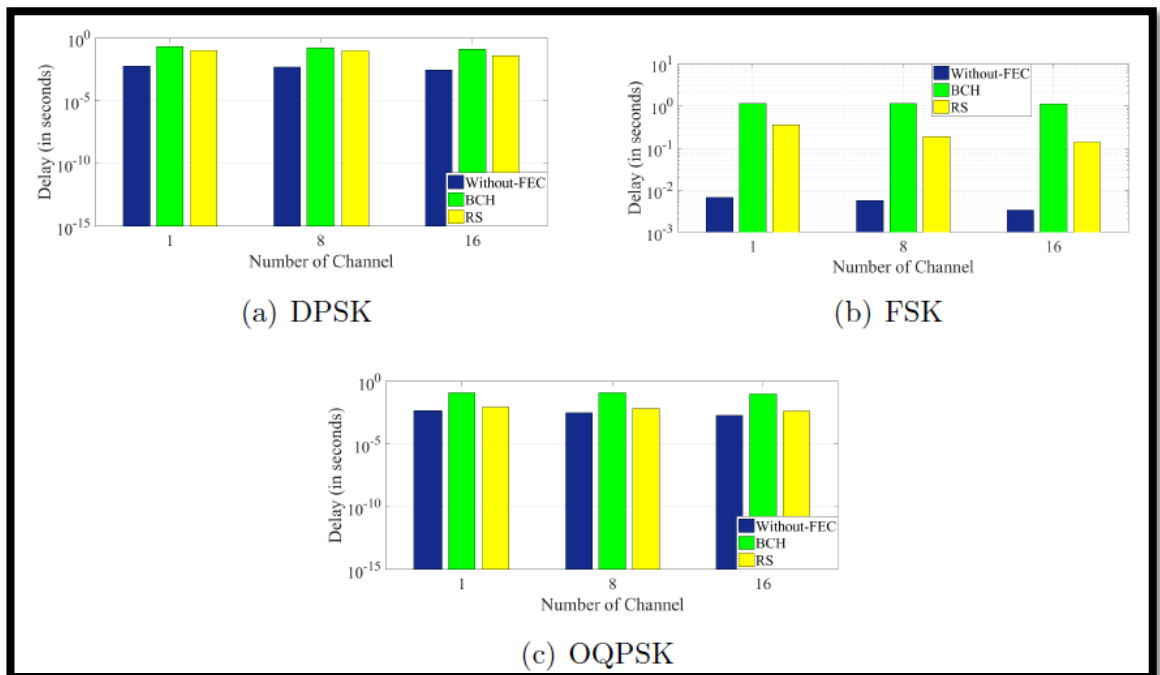 10^0
10^-5
10^-10
10^-15
Delay (in seconds)
Without-FEC
BCH
RS
1 8 16
Number of Channel
(a) DPSK
10^1
10^0
10^-1
10^-2
10^-3
Delay (in seconds)
Without-FEC
BCH
RS
1 8 16
Number of Channel
(b) FSK
10^0
10^-5
10^-10
10^-15
Delay (in seconds)
Without-FEC
BCH
RS
1 8 16
Number of Channel
(c) OQPSK